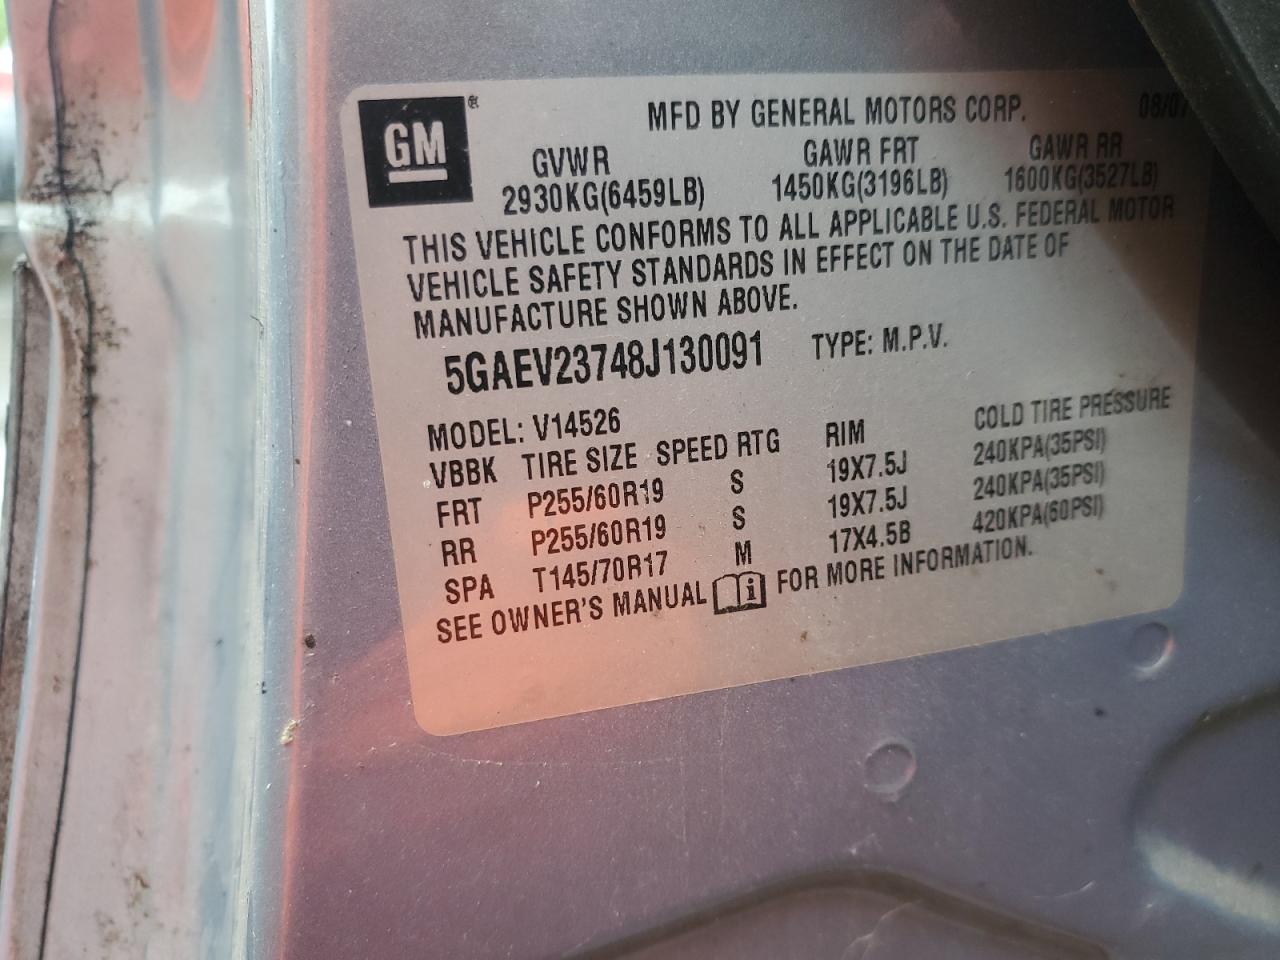 GM ®
MFD BY GENERAL MOTORS CORP. 08/07
GVWR GAWR FRT GAWR RR
2930KG(6459LB) 1450KG(3196LB) 1600KG(3527LB)
THIS VEHICLE CONFORMS TO ALL APPLICABLE U.S. FEDERAL MOTOR
VEHICLE SAFETY STANDARDS IN EFFECT ON THE DATE OF
MANUFACTURE SHOWN ABOVE.
5GAEV23748J130091 TYPE: M.P.V.
MODEL: V14526
VBBK TIRE SIZE SPEED RTG RIM COLD TIRE PRESSURE
FRT P255/60R19 S 19X7.5J 240KPA(35PSI)
RR P255/60R19 S 19X7.5J 240KPA(35PSI)
SPA T145/70R17 M 17X4.5B 420KPA(60PSI)
SEE OWNER'S MANUAL i FOR MORE INFORMATION.